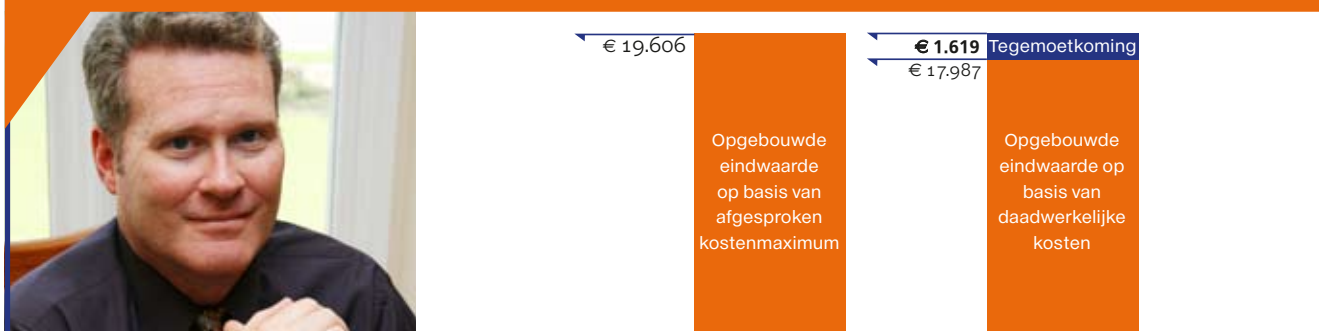 € 19.606
Opgebouwde
eindwaarde
op basis van
afgesproken
kostenmaximum
€ 1.619 Tegemoetkoming
€ 17.987
Opgebouwde
eindwaarde op
basis van
daadwerkelijke
kosten